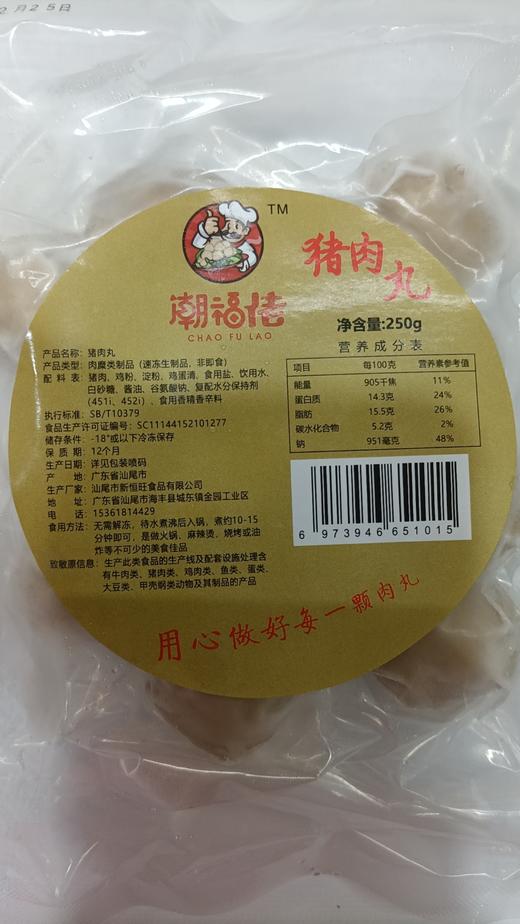 2月25日
TM
猪肉丸
潮福佬
CHAO FU LAO
净含量:250g
营养成分表
项目 每100克 营养素参考值
能量 905千焦 11%
蛋白质 14.3克 24%
脂肪 15.5克 26%
碳水化合物 5.2克 2%
钠 951毫克 48%
产品名称：猪肉丸
产品类型：肉糜类制品（速冻生制品，非即食）
配 料 表：猪肉、鸡粉、淀粉、鸡蛋清、食用盐、饮用水、
白砂糖、酱油、谷氨酸钠、复配水分保持剂
（451i、452i）、食用香精香辛料
执行标准：SB/T10379
食品生产许可证编号：SC11144152101277
储存条件：-18°或以下冷冻保存
保 质 期：12个月
生产日期：详见包装喷码
产 地：广东省汕尾市
生产厂家：汕尾市新恒旺食品有限公司
地 址：广东省汕尾市海丰县城东镇金园工业区
电 话：15361814429
食用方法：无需解冻，待水煮沸后入锅，煮约10-15
分钟即可，是做火锅、麻辣烫、烧烤或油
炸等不可少的美食佳品
致敏原信息：生产此类食品的生产线及配套设施处理含
有牛肉类、猪肉类、鸡肉类、鱼类、蛋类、
大豆类、甲壳纲类动物及其制品的产品
6 973946 651015
用心做好每一颗肉丸